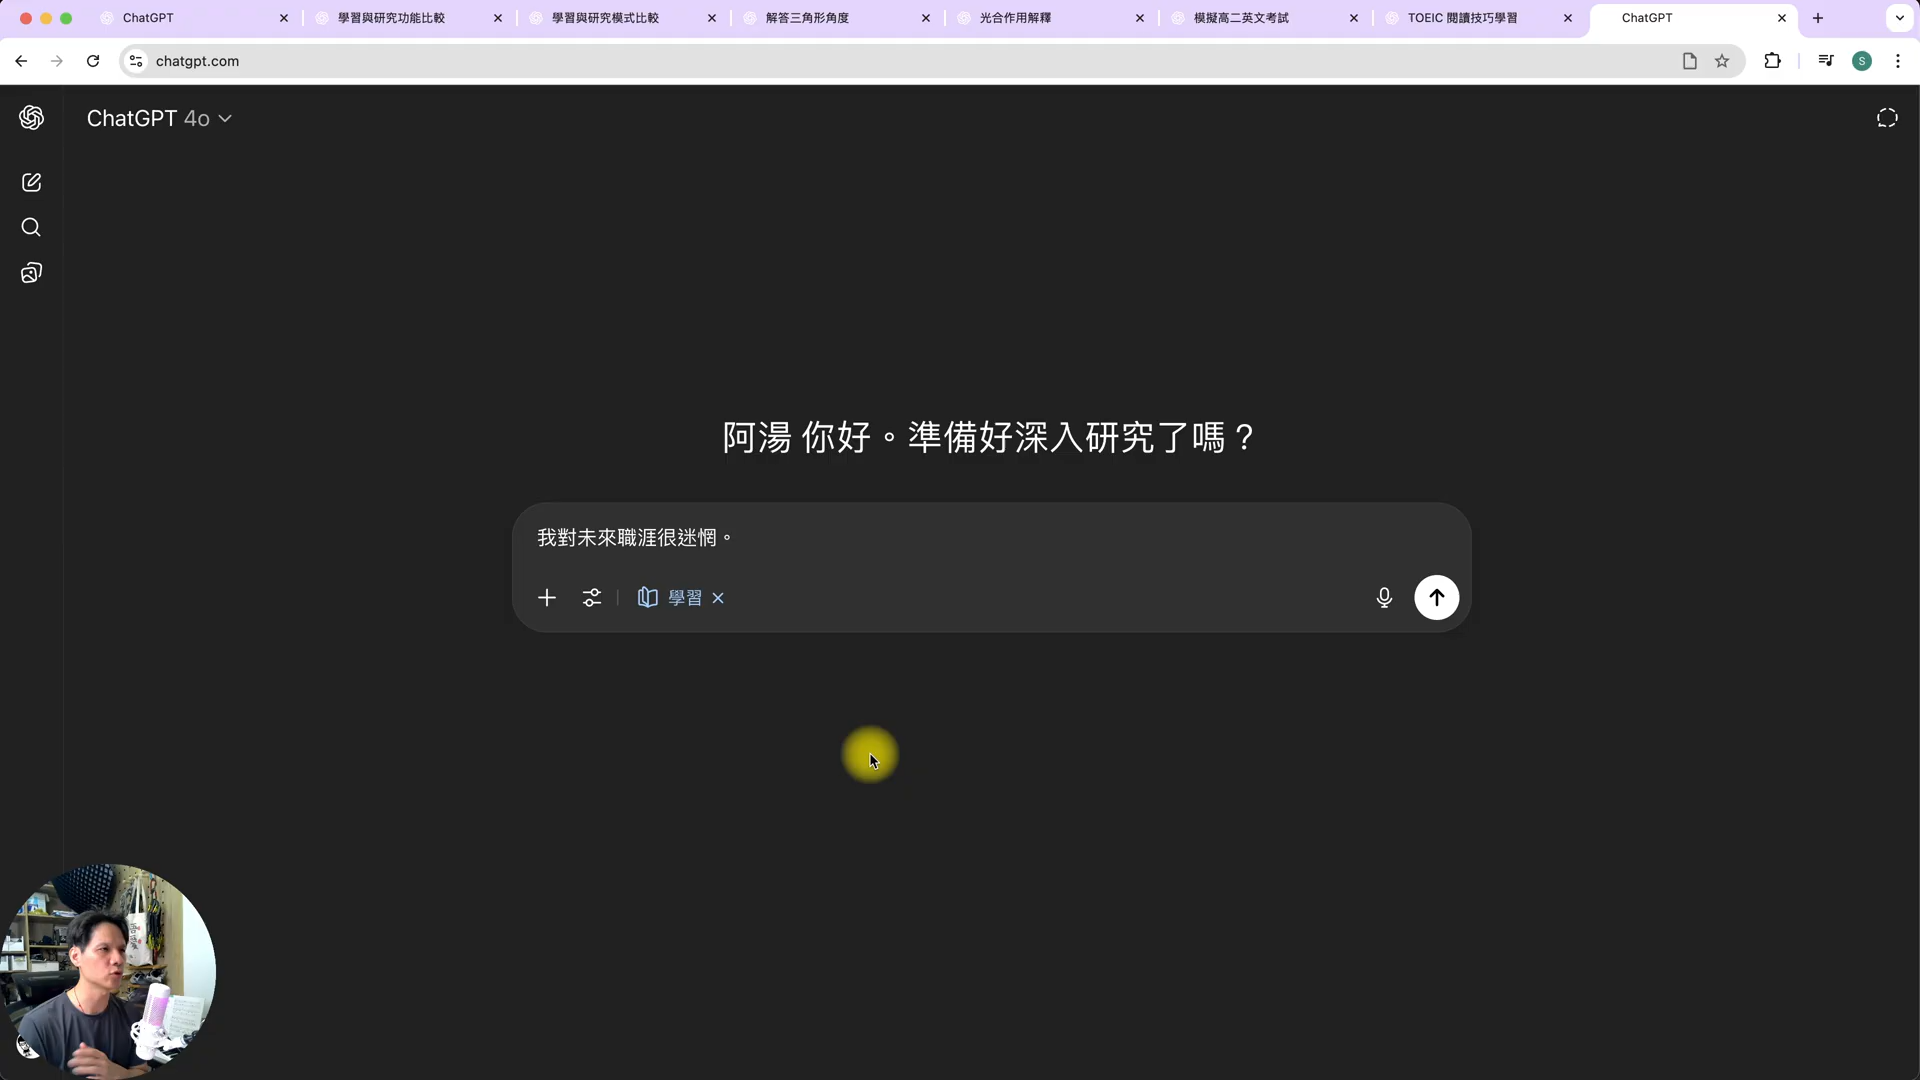 ChatGPT
學習與研究功能比較
學習與研究模式比較
解答三角形角度
光合作用解釋
模擬高二英文考試
TOEIC 閱讀技巧學習
ChatGPT
chatgpt.com
S
ChatGPT 4o
阿湯 你好。準備好深入研究了嗎？
我對未來職涯很迷惘。
學習